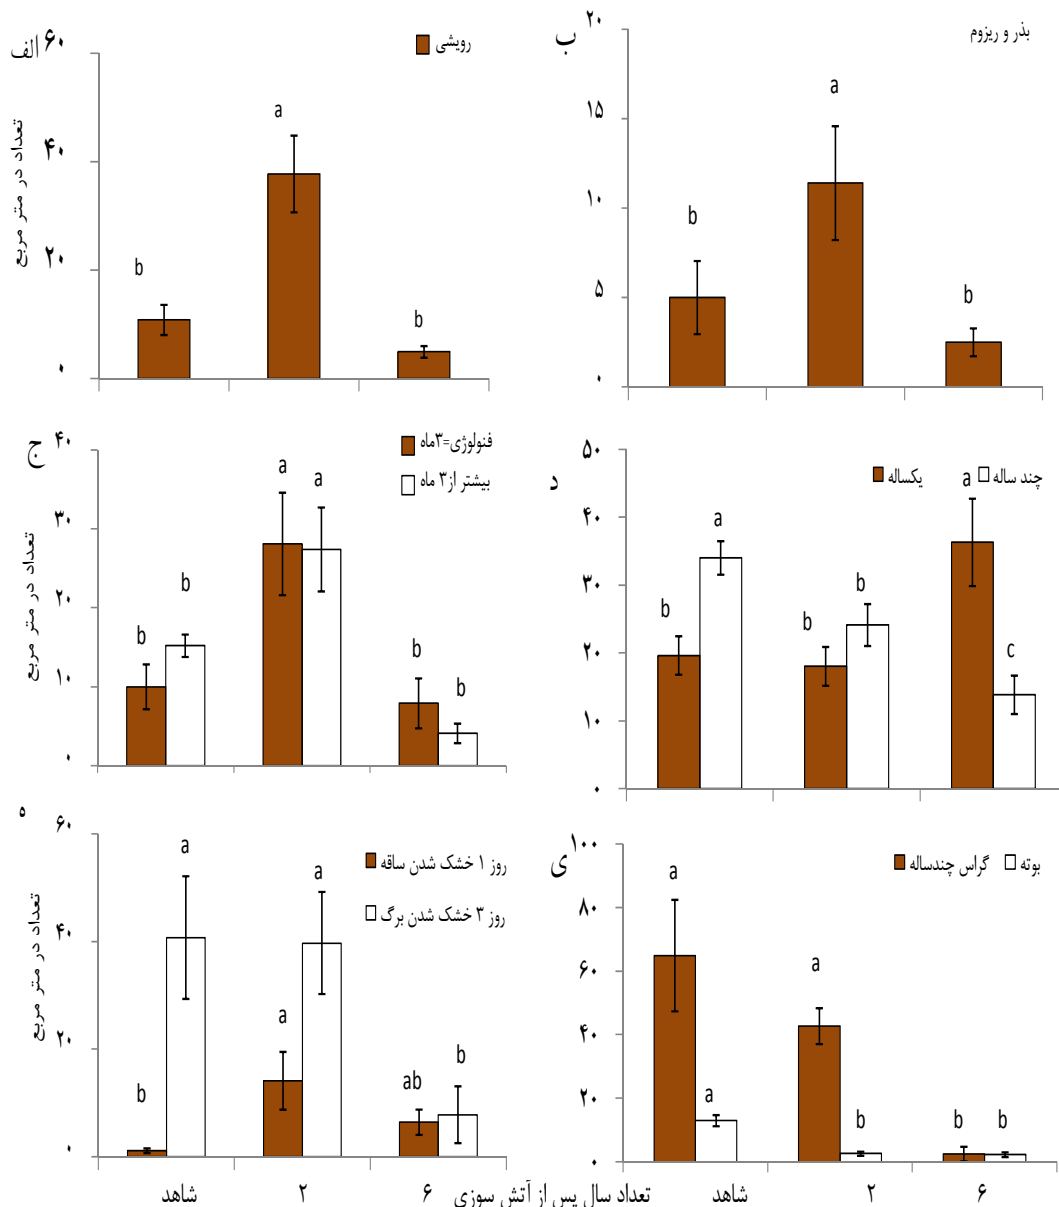 الف
رویشی
تعداد در متر مربع
۶۰
۴۰
۲۰
۰
b
a
b
ب
بذر و ریزوم
۲۰
۱۵
۱۰
۵
۰
b
a
b
ج
فنولوژی=۳ماه
بیشتر از۳ ماه
تعداد در متر مربع
۴۰
۳۰
۲۰
۱۰
۰
b
b
a
a
b
b
د
یکساله
چند ساله
۵۰
۴۰
۳۰
۲۰
۱۰
۰
b
a
b
b
a
c
ه
روز ۱ خشک شدن ساقه
روز ۳ خشک شدن برگ
تعداد در متر مربع
۶۰
۴۰
۲۰
۰
b
a
a
a
ab
b
شاهد
۲
۶
ی
گراس چندساله
بوته
۱۰۰
۸۰
۶۰
۴۰
۲۰
۰
a
a
a
b
b
b
شاهد
۲
۶
تعداد سال پس از آتش سوزی